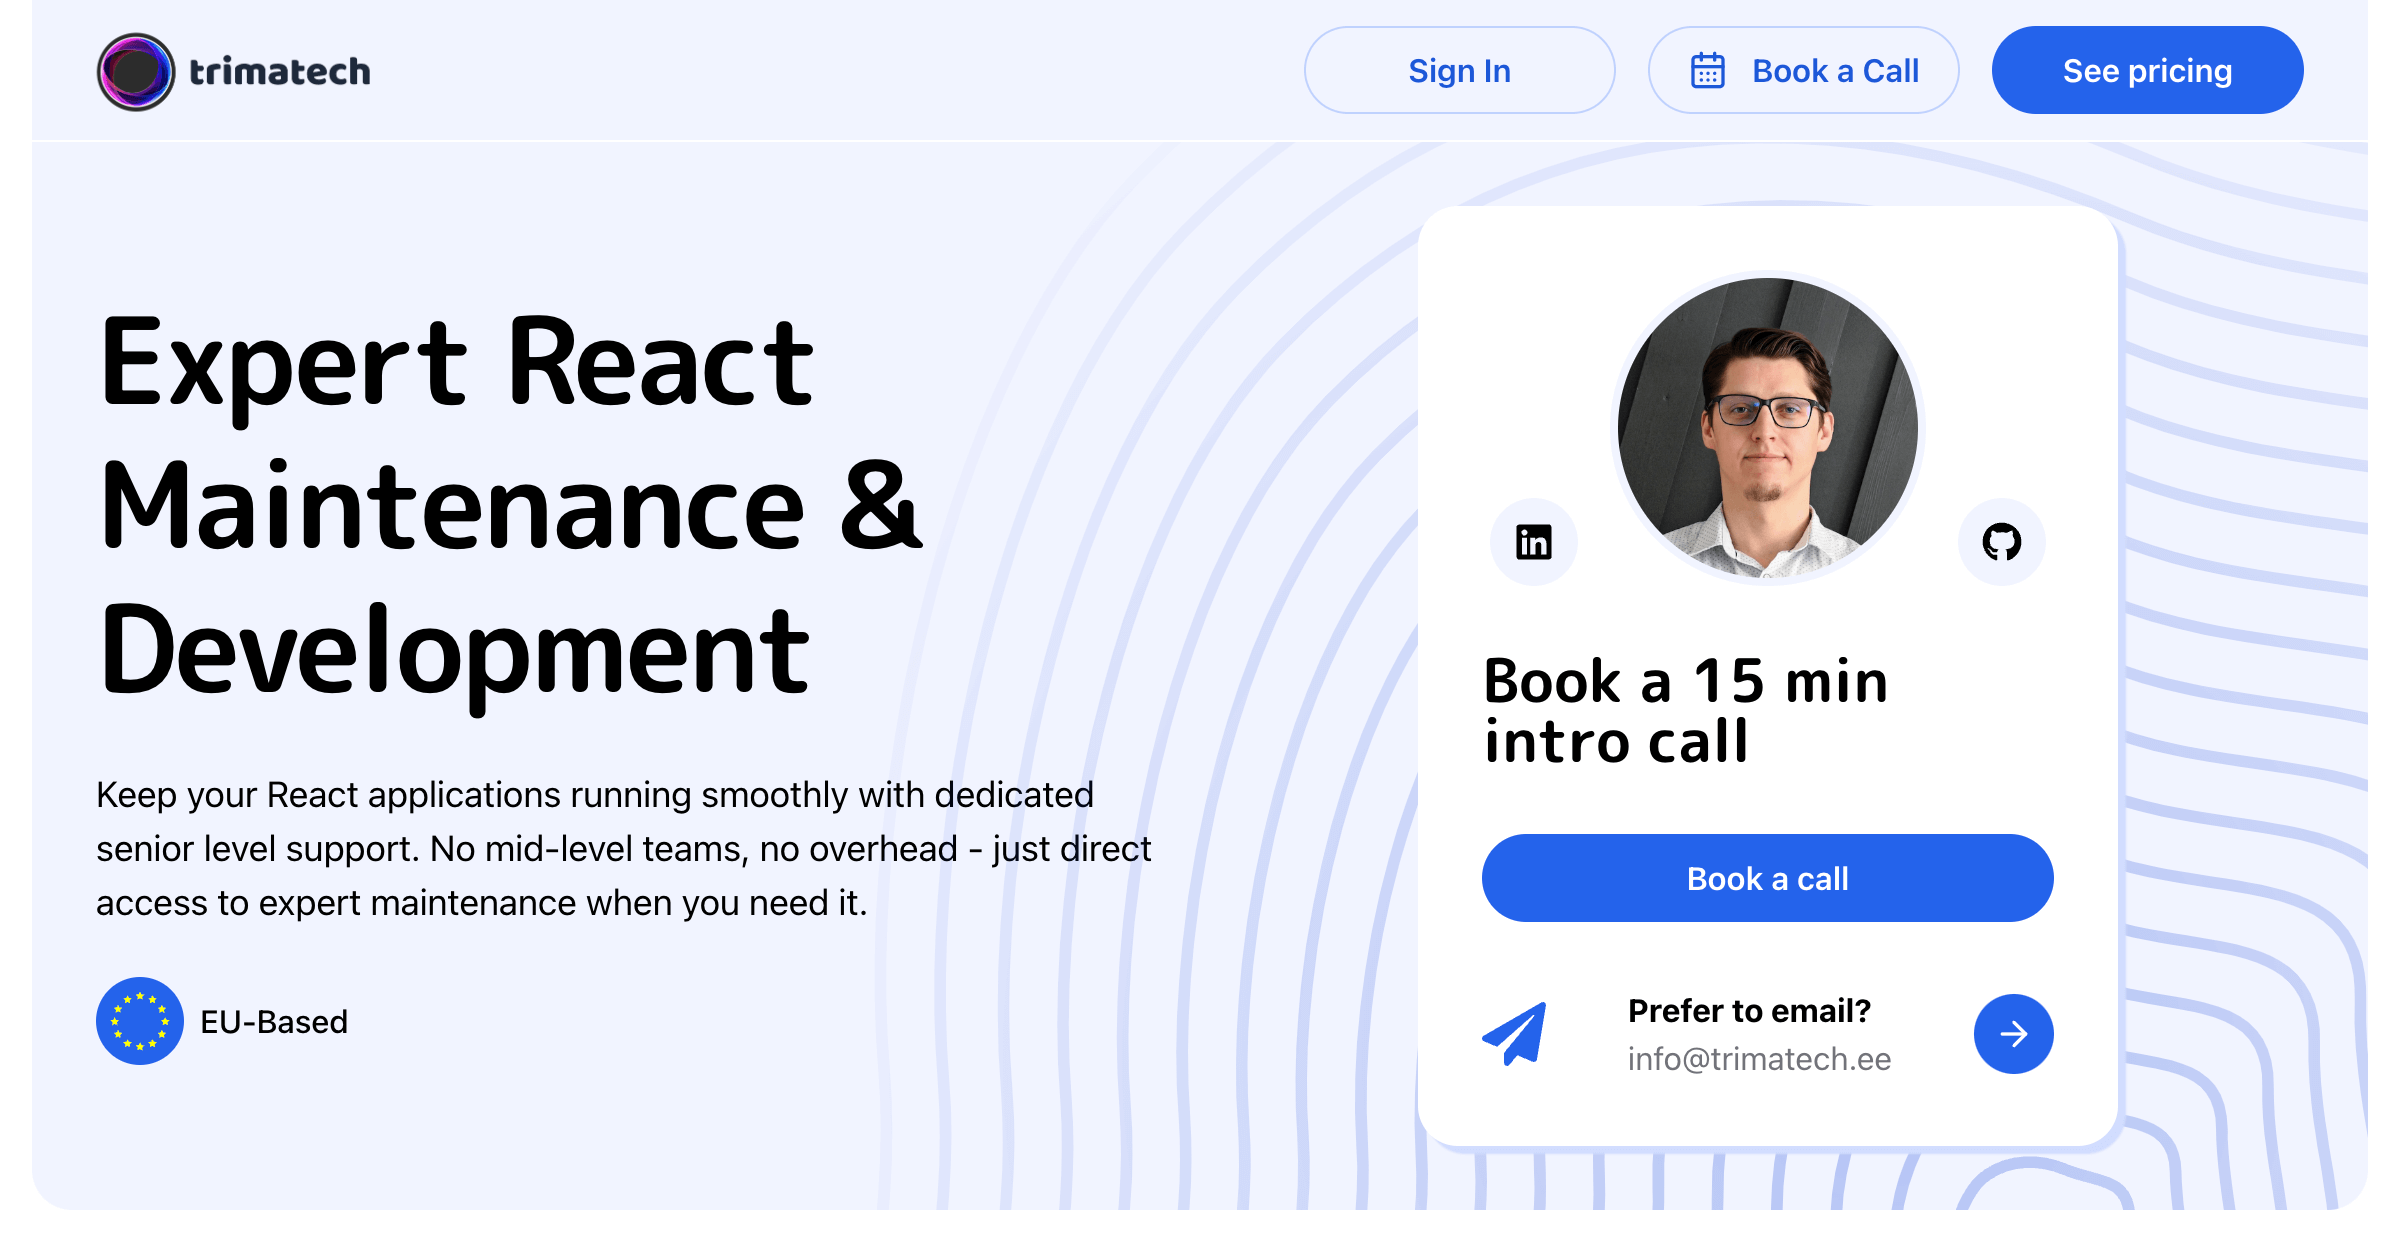 trimatech
Sign In
Book a Call
See pricing
Expert React
Maintenance &
Development
Keep your React applications running smoothly with dedicated
senior level support. No mid-level teams, no overhead - just direct
access to expert maintenance when you need it.
EU-Based
in
Book a 15 min
intro call
Book a call
Prefer to email?
info@trimatech.ee